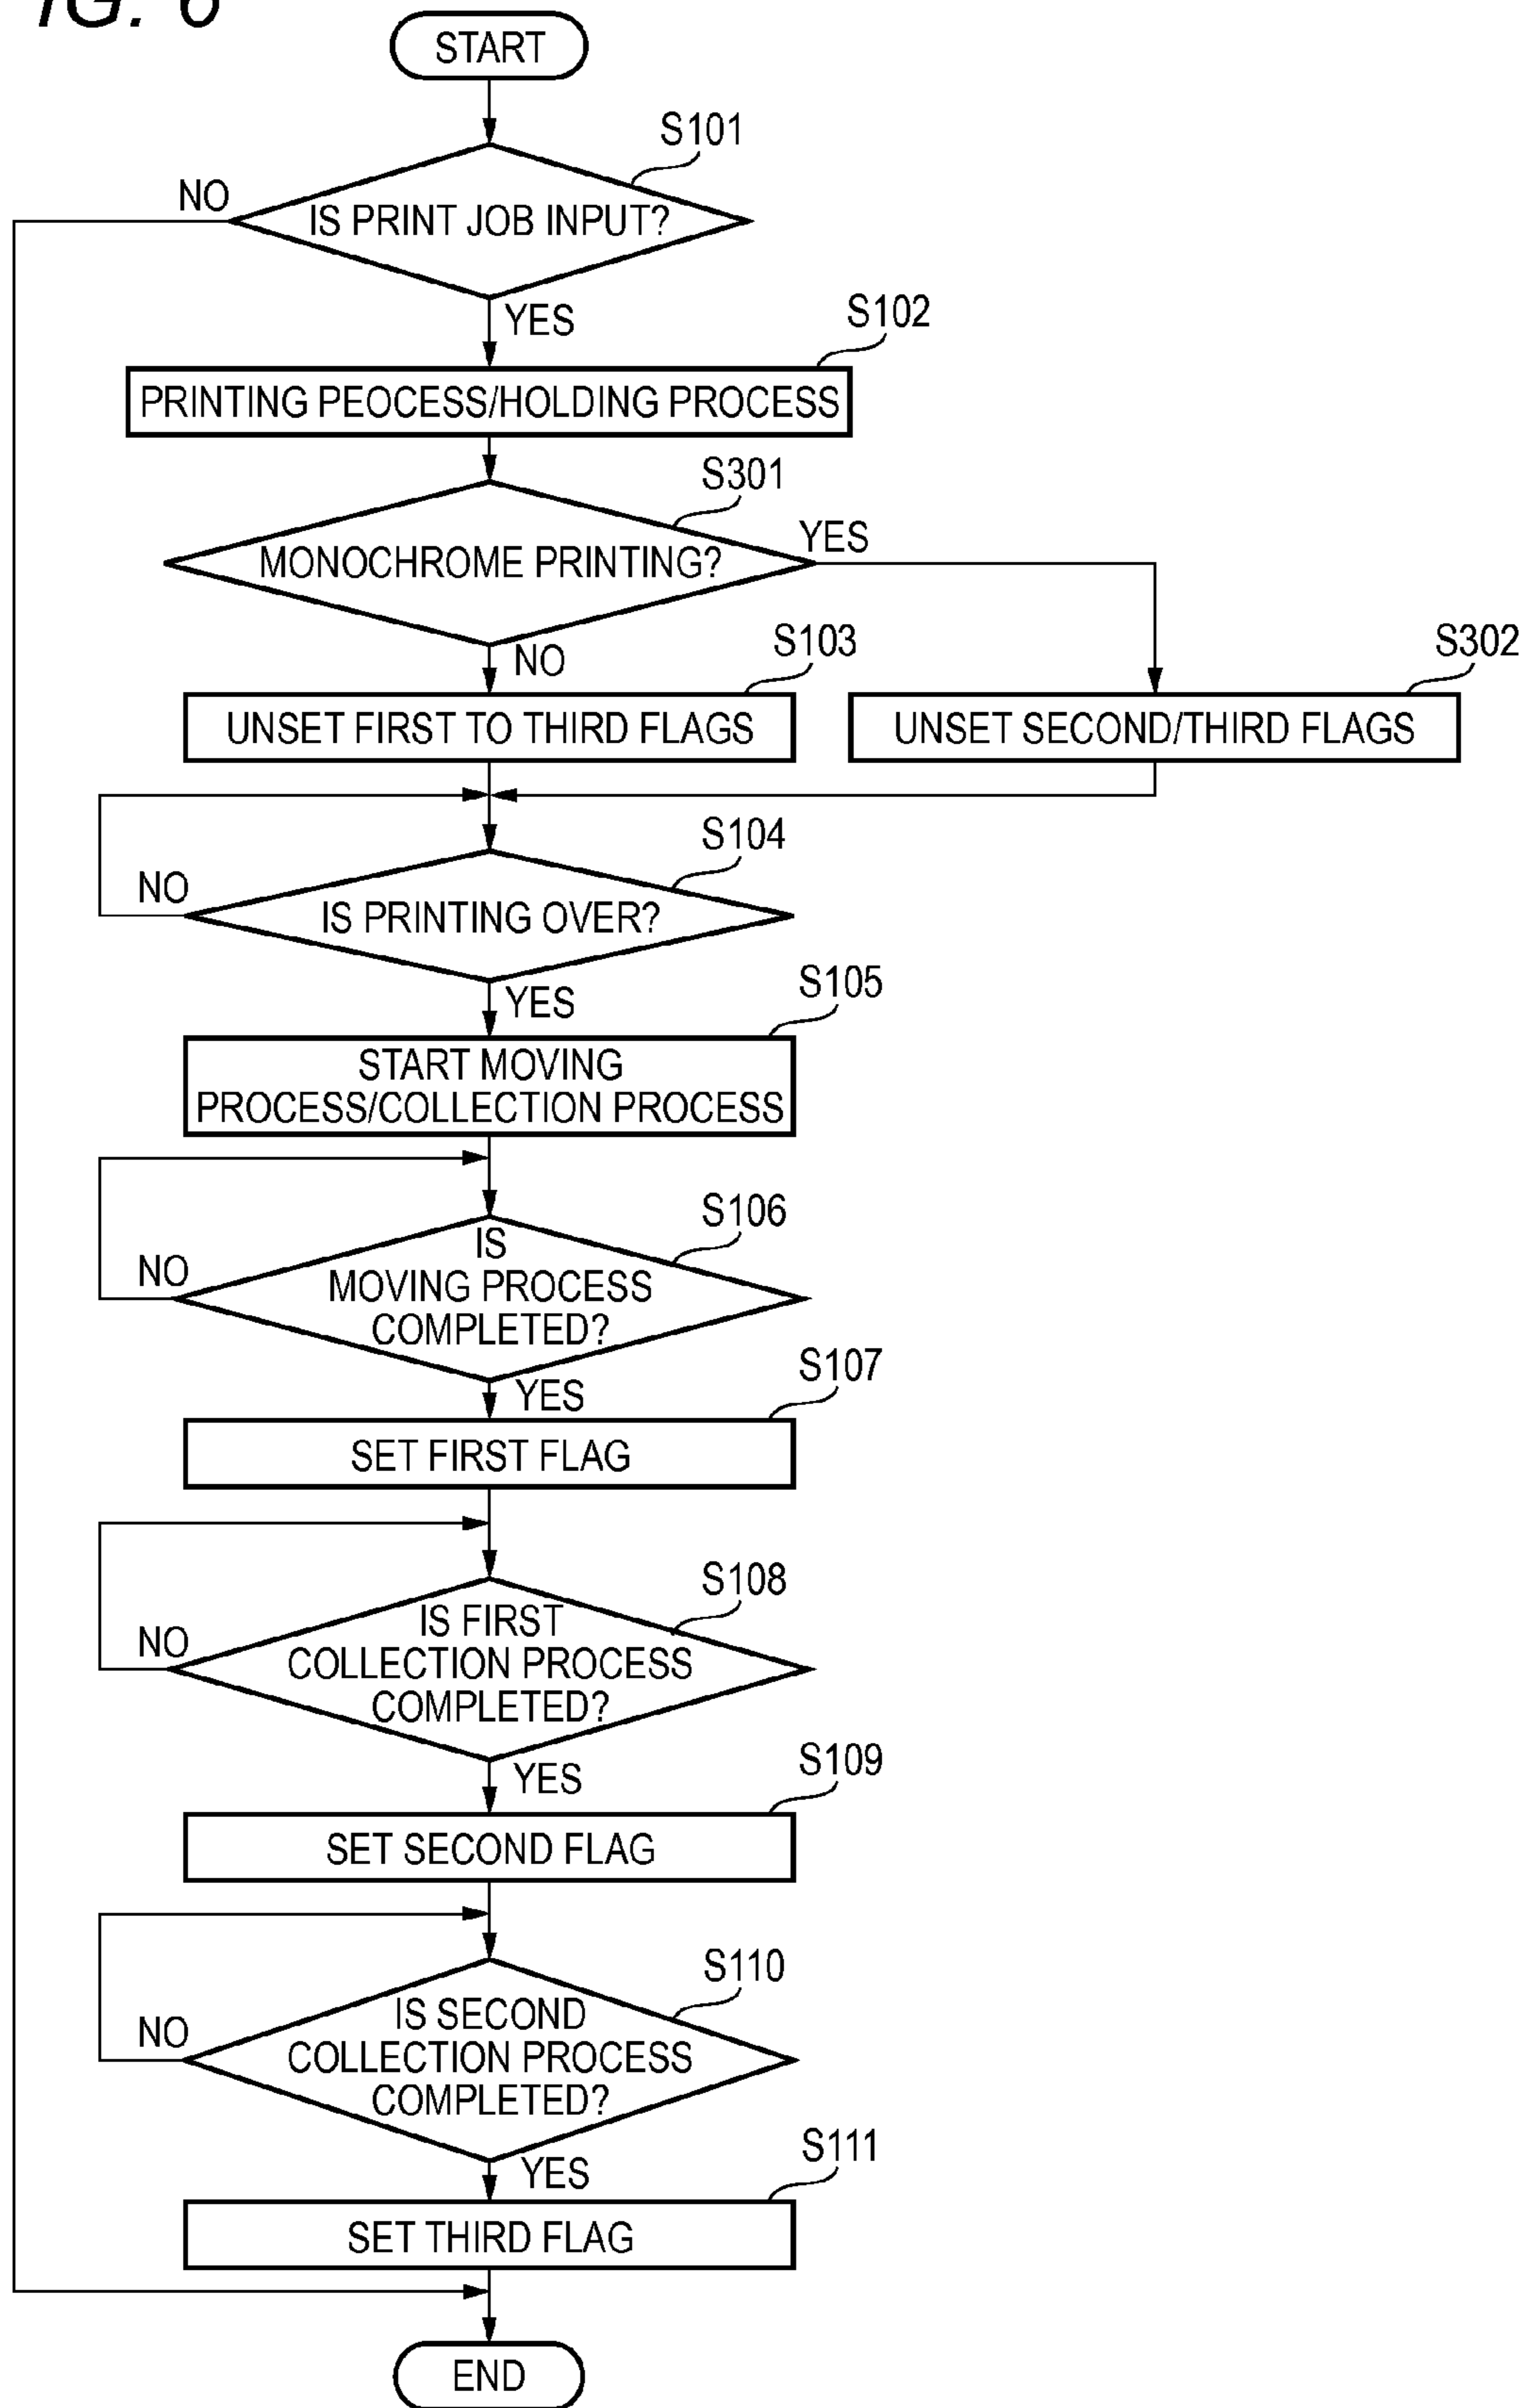 IG. 6
START
S101
NO
IS PRINT JOB INPUT?
YES
S102
PRINTING PEOCESS/HOLDING PROCESS
S301
YES
MONOCHROME PRINTING?
NO
S103
S302
UNSET FIRST TO THIRD FLAGS
UNSET SECOND/THIRD FLAGS
S104
NO
IS PRINTING OVER?
YES
S105
START MOVING
PROCESS/COLLECTION PROCESS
S106
IS
NO
MOVING PROCESS
COMPLETED?
S107
YES
SET FIRST FLAG
S108
IS FIRST
NO
COLLECTION PROCESS
COMPLETED?
S109
YES
SET SECOND FLAG
S110
IS SECOND
NO
COLLECTION PROCESS
COMPLETED?
S111
YES
SET THIRD FLAG
END